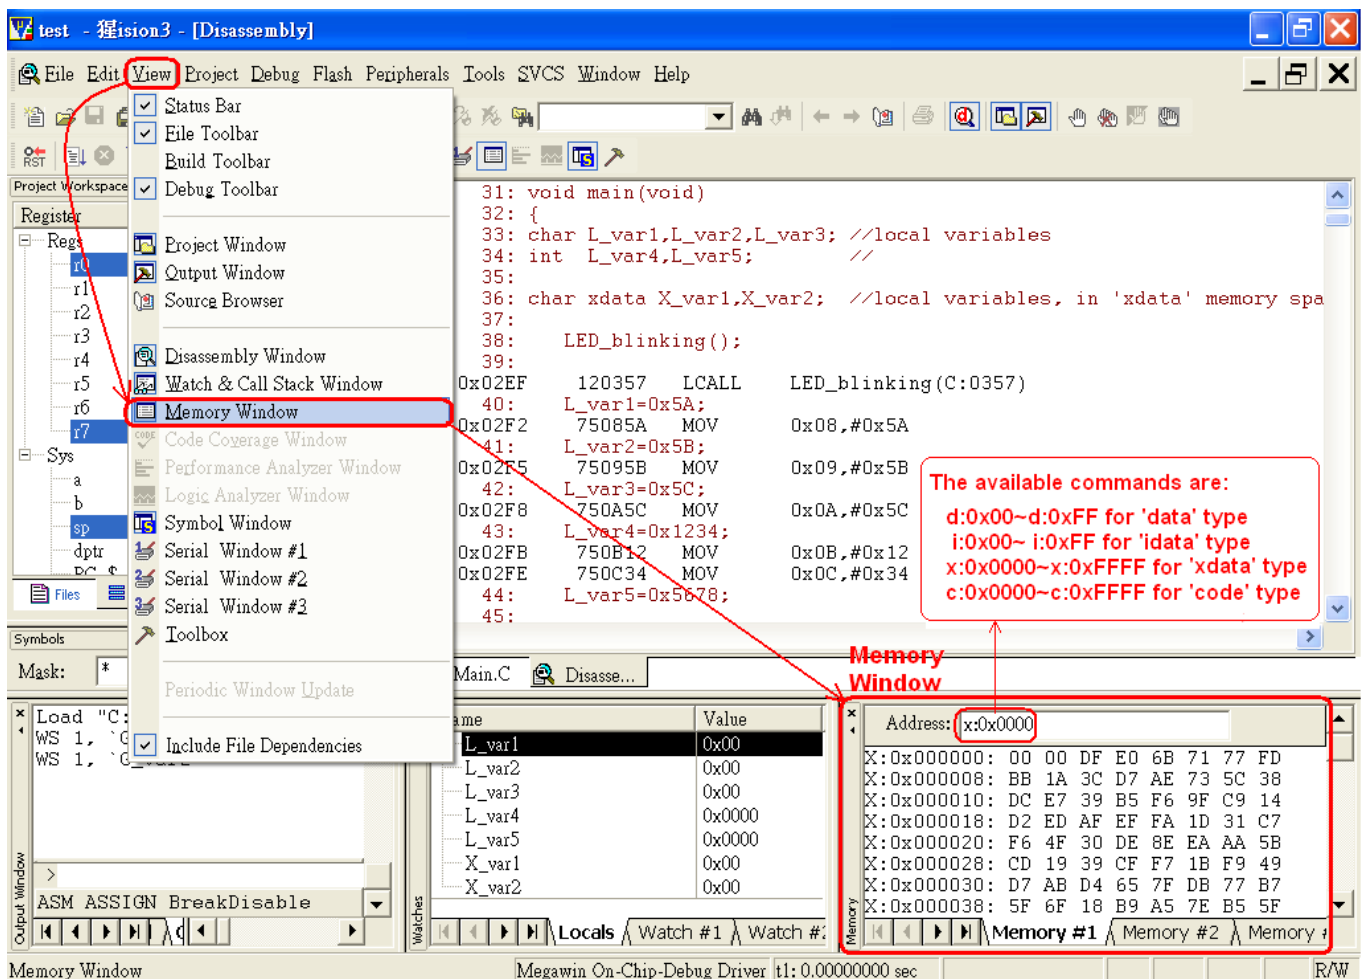 test - 猩ision3 - [Disassembly]
File Edit View Project Debug Flash Peripherals Tools SVCS Window Help
RST
Status Bar
File Toolbar
Build Toolbar
Debug Toolbar
Project Window
Output Window
Source Browser
Disassembly Window
Watch & Call Stack Window
Memory Window
CODE Code Coverage Window
Performance Analyzer Window
Logic Analyzer Window
Symbol Window
Serial Window #1
Serial Window #2
Serial Window #3
Toolbox
Periodic Window Update
Include File Dependencies
Project Workspace
Register
Regs
r0
r1
r2
r3
r4
r5
r6
r7
Sys
a
b
sp
dptr
PC $
Files
31: void main(void)
32: {
33: char L_var1,L_var2,L_var3; //local variables
34: int L_var4,L_var5; //
35:
36: char xdata X_var1,X_var2; //local variables, in 'xdata' memory spa
37:
38: LED_blinking();
39:
0x02EF 120357 LCALL LED_blinking(C:0357)
40: L_var1=0x5A;
0x02F2 75085A MOV 0x08,#0x5A
41: L_var2=0x5B;
0x02F5 75095B MOV 0x09,#0x5B
42: L_var3=0x5C;
0x02F8 750A5C MOV 0x0A,#0x5C
43: L_var4=0x1234;
0x02FB 750B12 MOV 0x0B,#0x12
0x02FE 750C34 MOV 0x0C,#0x34
44: L_var5=0x5678;
45:
The available commands are:
d:0x00~d:0xFF for 'data' type
i:0x00~ i:0xFF for 'idata' type
x:0x0000~x:0xFFFF for 'xdata' type
c:0x0000~c:0xFFFF for 'code' type
Symbols
Mask: *
Main.C Disasse...
Memory
Window
Load "C:
WS 1, `G
WS 1, `G_var2
>
ASM ASSIGN BreakDisable
Output Window
ame Value
L_var1 0x00
L_var2 0x00
L_var3 0x00
L_var4 0x0000
L_var5 0x0000
X_var1 0x00
X_var2 0x00
Watches
Locals Watch #1 Watch #2
Address: x:0x0000
X:0x000000: 00 00 DF E0 6B 71 77 FD
X:0x000008: BB 1A 3C D7 AE 73 5C 38
X:0x000010: DC E7 39 B5 F6 9F C9 14
X:0x000018: D2 ED AF EF FA 1D 31 C7
X:0x000020: F6 4F 30 DE 8E EA AA 5B
X:0x000028: CD 19 39 CF F7 1B F9 49
X:0x000030: D7 AB D4 65 7F DB 77 B7
X:0x000038: 5F 6F 18 B9 A5 7E B5 5F
Memory
Memory #1 Memory #2 Memory #
Memory Window
Megawin On-Chip-Debug Driver t1: 0.00000000 sec R/W